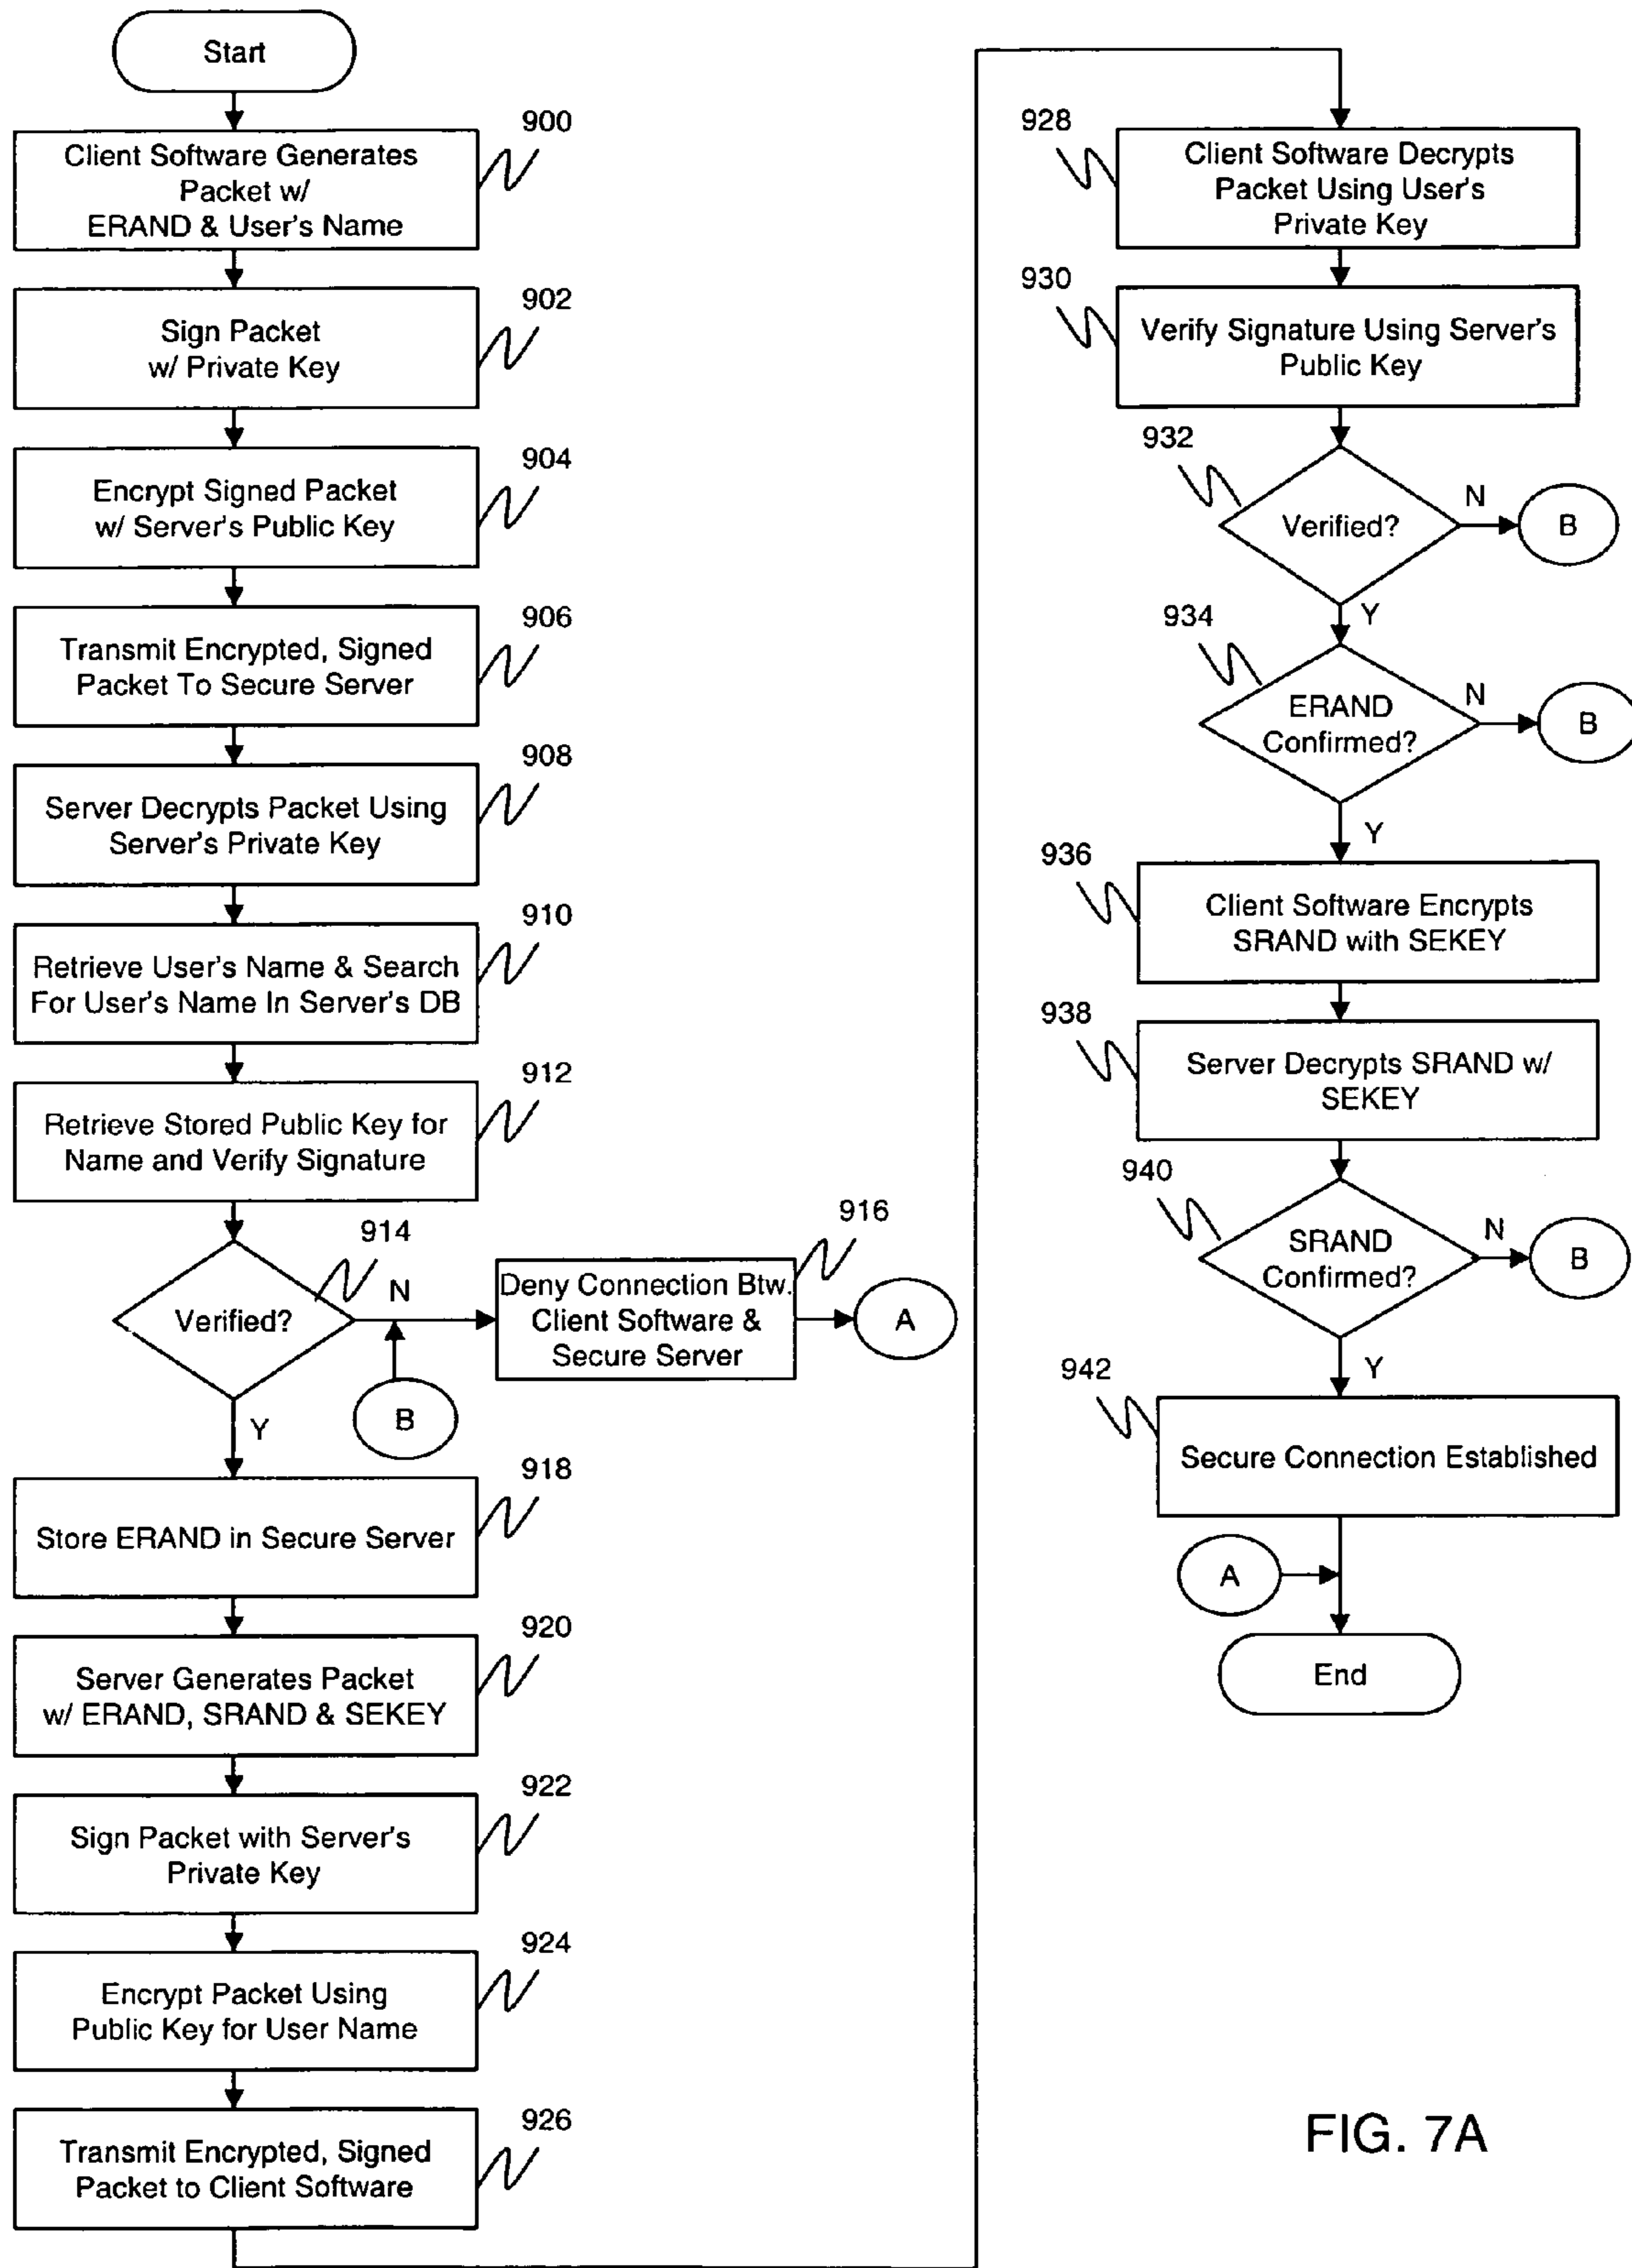 Start
900
Client Software Generates
Packet w/
ERAND & User's Name
902
Sign Packet
w/ Private Key
904
Encrypt Signed Packet
w/ Server's Public Key
906
Transmit Encrypted, Signed
Packet To Secure Server
908
Server Decrypts Packet Using
Server's Private Key
910
Retrieve User's Name & Search
For User's Name In Server's DB
912
Retrieve Stored Public Key for
Name and Verify Signature
914
Verified?
N
B
Y
916
Deny Connection Btw.
Client Software &
Secure Server
A
918
Store ERAND in Secure Server
920
Server Generates Packet
w/ ERAND, SRAND & SEKEY
922
Sign Packet with Server's
Private Key
924
Encrypt Packet Using
Public Key for User Name
926
Transmit Encrypted, Signed
Packet to Client Software
928
Client Software Decrypts
Packet Using User's
Private Key
930
Verify Signature Using Server's
Public Key
932
Verified?
N
B
Y
934
ERAND
Confirmed?
N
B
Y
936
Client Software Encrypts
SRAND with SEKEY
938
Server Decrypts SRAND w/
SEKEY
940
SRAND
Confirmed?
N
B
Y
942
Secure Connection Established
A
End
FIG. 7A